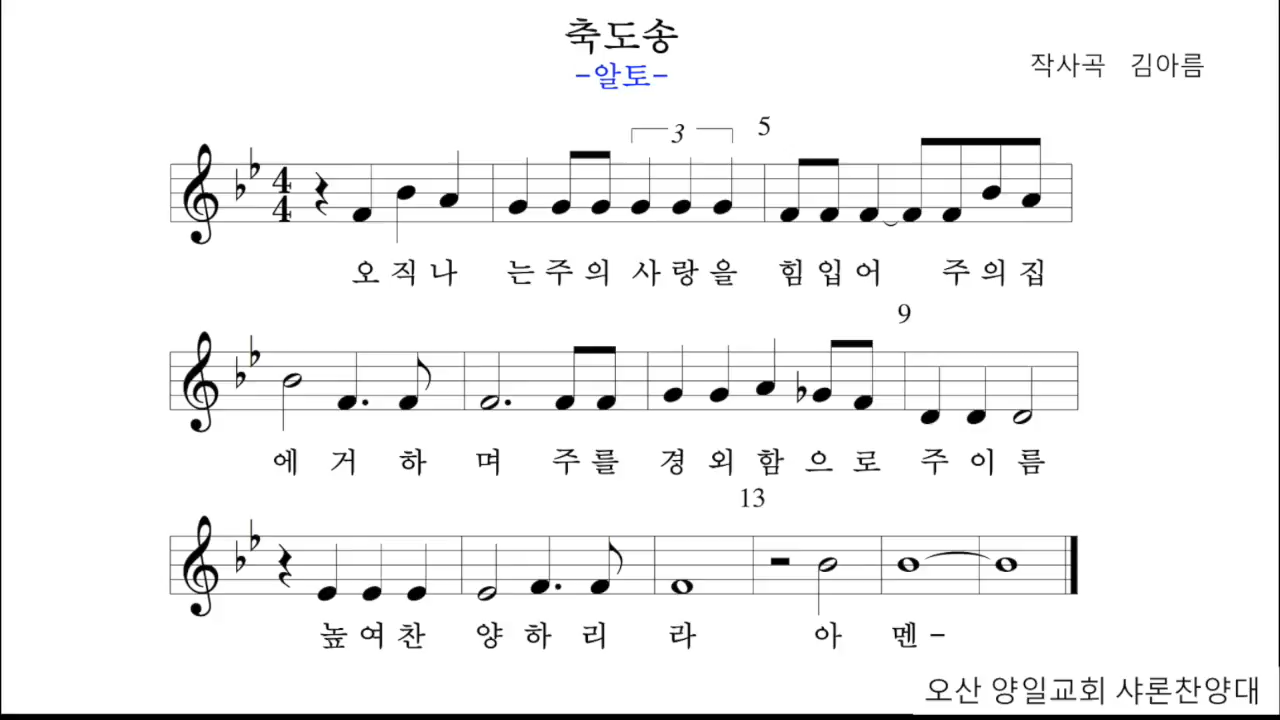 축도송
-알토-
작사곡 김아름
3 5
오직나 는주의 사랑을 힘입어 주의집
9
에 거 하 며 주를 경외함으로 주이름
13
높여찬 양하리 라 아 멘-
오산 양일교회 샤론찬양대